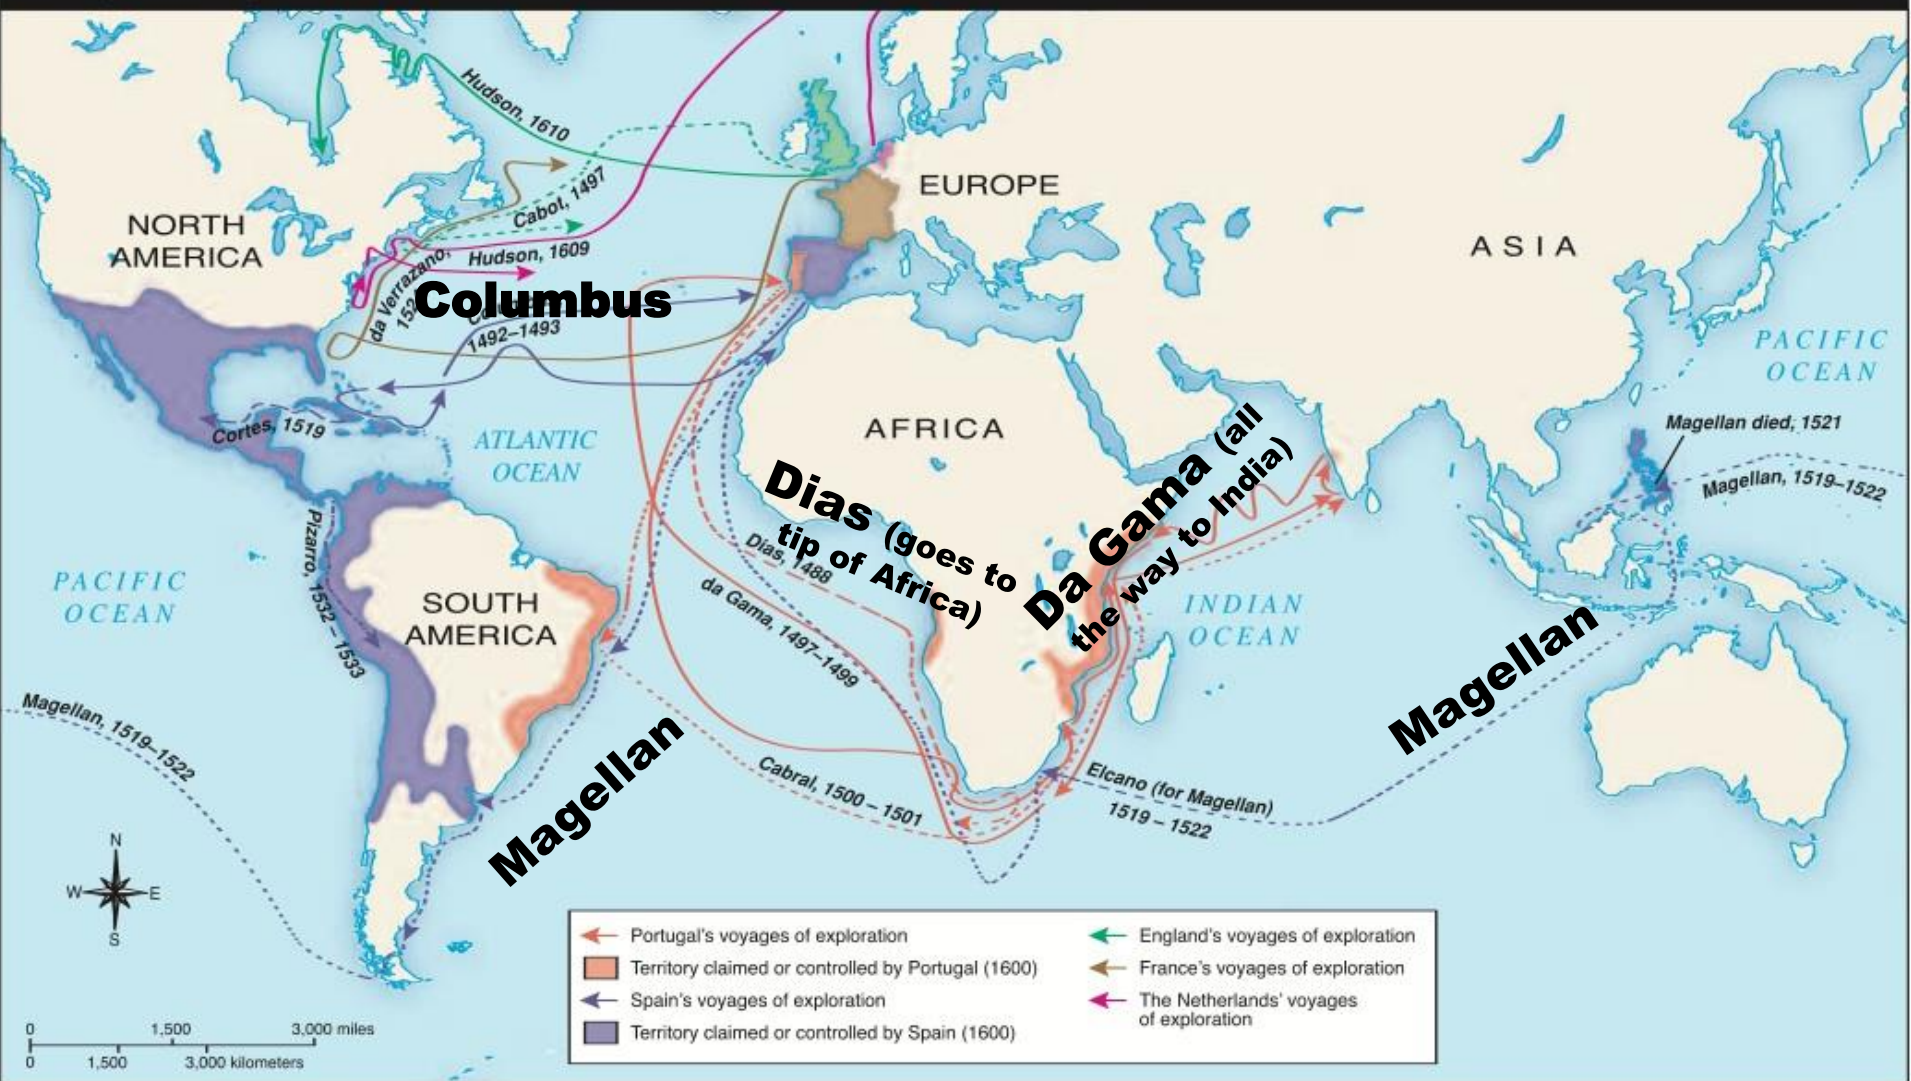 Hudson, 1610
Cabot, 1497
EUROPE
NORTH
AMERICA
ASIA
Hudson, 1609
da Verrazano,
152
Columbus
1492–1493
PACIFIC
OCEAN
Cortés, 1519
ATLANTIC
OCEAN
AFRICA
Magellan died, 1521
Magellan, 1519–1522
Dias (goes to
tip of Africa)
Da Gama (all
the way to India)
Dias, 1488
da Gama, 1497–1499
Pizarro, 1532 – 1533
PACIFIC
OCEAN
SOUTH
AMERICA
INDIAN
OCEAN
Magellan
Magellan, 1519–1522
Magellan
Cabral, 1500 – 1501
Elcano (for Magellan)
1519 – 1522
N
W
E
S
0 1,500 3,000 miles
0 1,500 3,000 kilometers
Portugal's voyages of exploration
Territory claimed or controlled by Portugal (1600)
Spain's voyages of exploration
Territory claimed or controlled by Spain (1600)
England's voyages of exploration
France's voyages of exploration
The Netherlands' voyages
of exploration